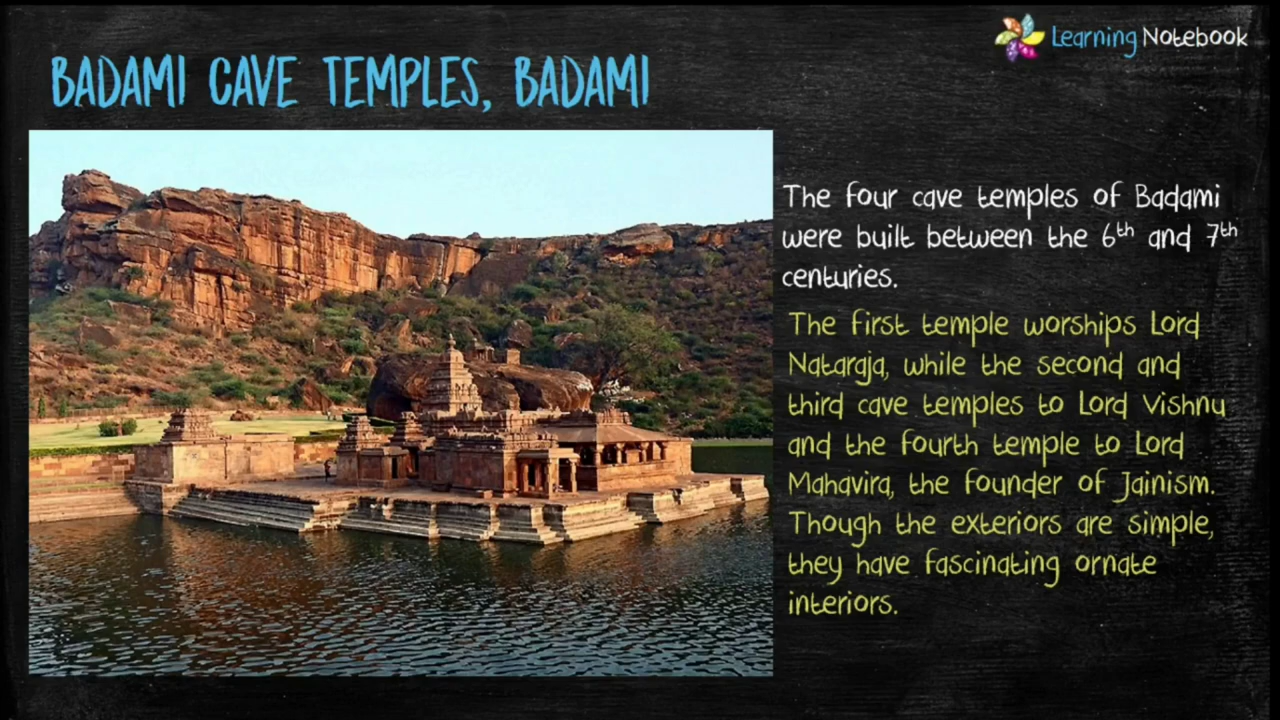 Learning Notebook
BADAMI CAVE TEMPLES, BADAMI
The four cave temples of Badami
were built between the 6th and 7th
centuries.
The first temple worships Lord
Nataraja, while the second and
third cave temples to Lord Vishnu
and the fourth temple to Lord
Mahavira, the founder of Jainism.
Though the exteriors are simple,
they have fascinating ornate
interiors.